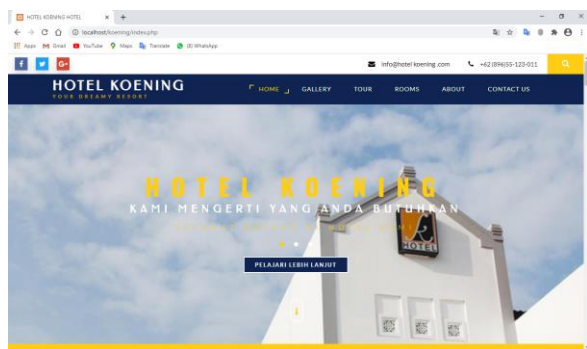 HOTEL KOENING HOTEL
localhost/koening/index.php
Apps Gmail YouTube Maps Translate (8) WhatsApp
info@hotel koening .com +62 (896)55-123-011
HOTEL KOENING
YOUR DREAMY RESORT
HOME GALLERY TOUR ROOMS ABOUT CONTACT US
HOTEL KOENING
KAMI MENGERTI YANG ANDA BUTUHKAN
HOTEL
PELAJARI LEBIH LANJUT